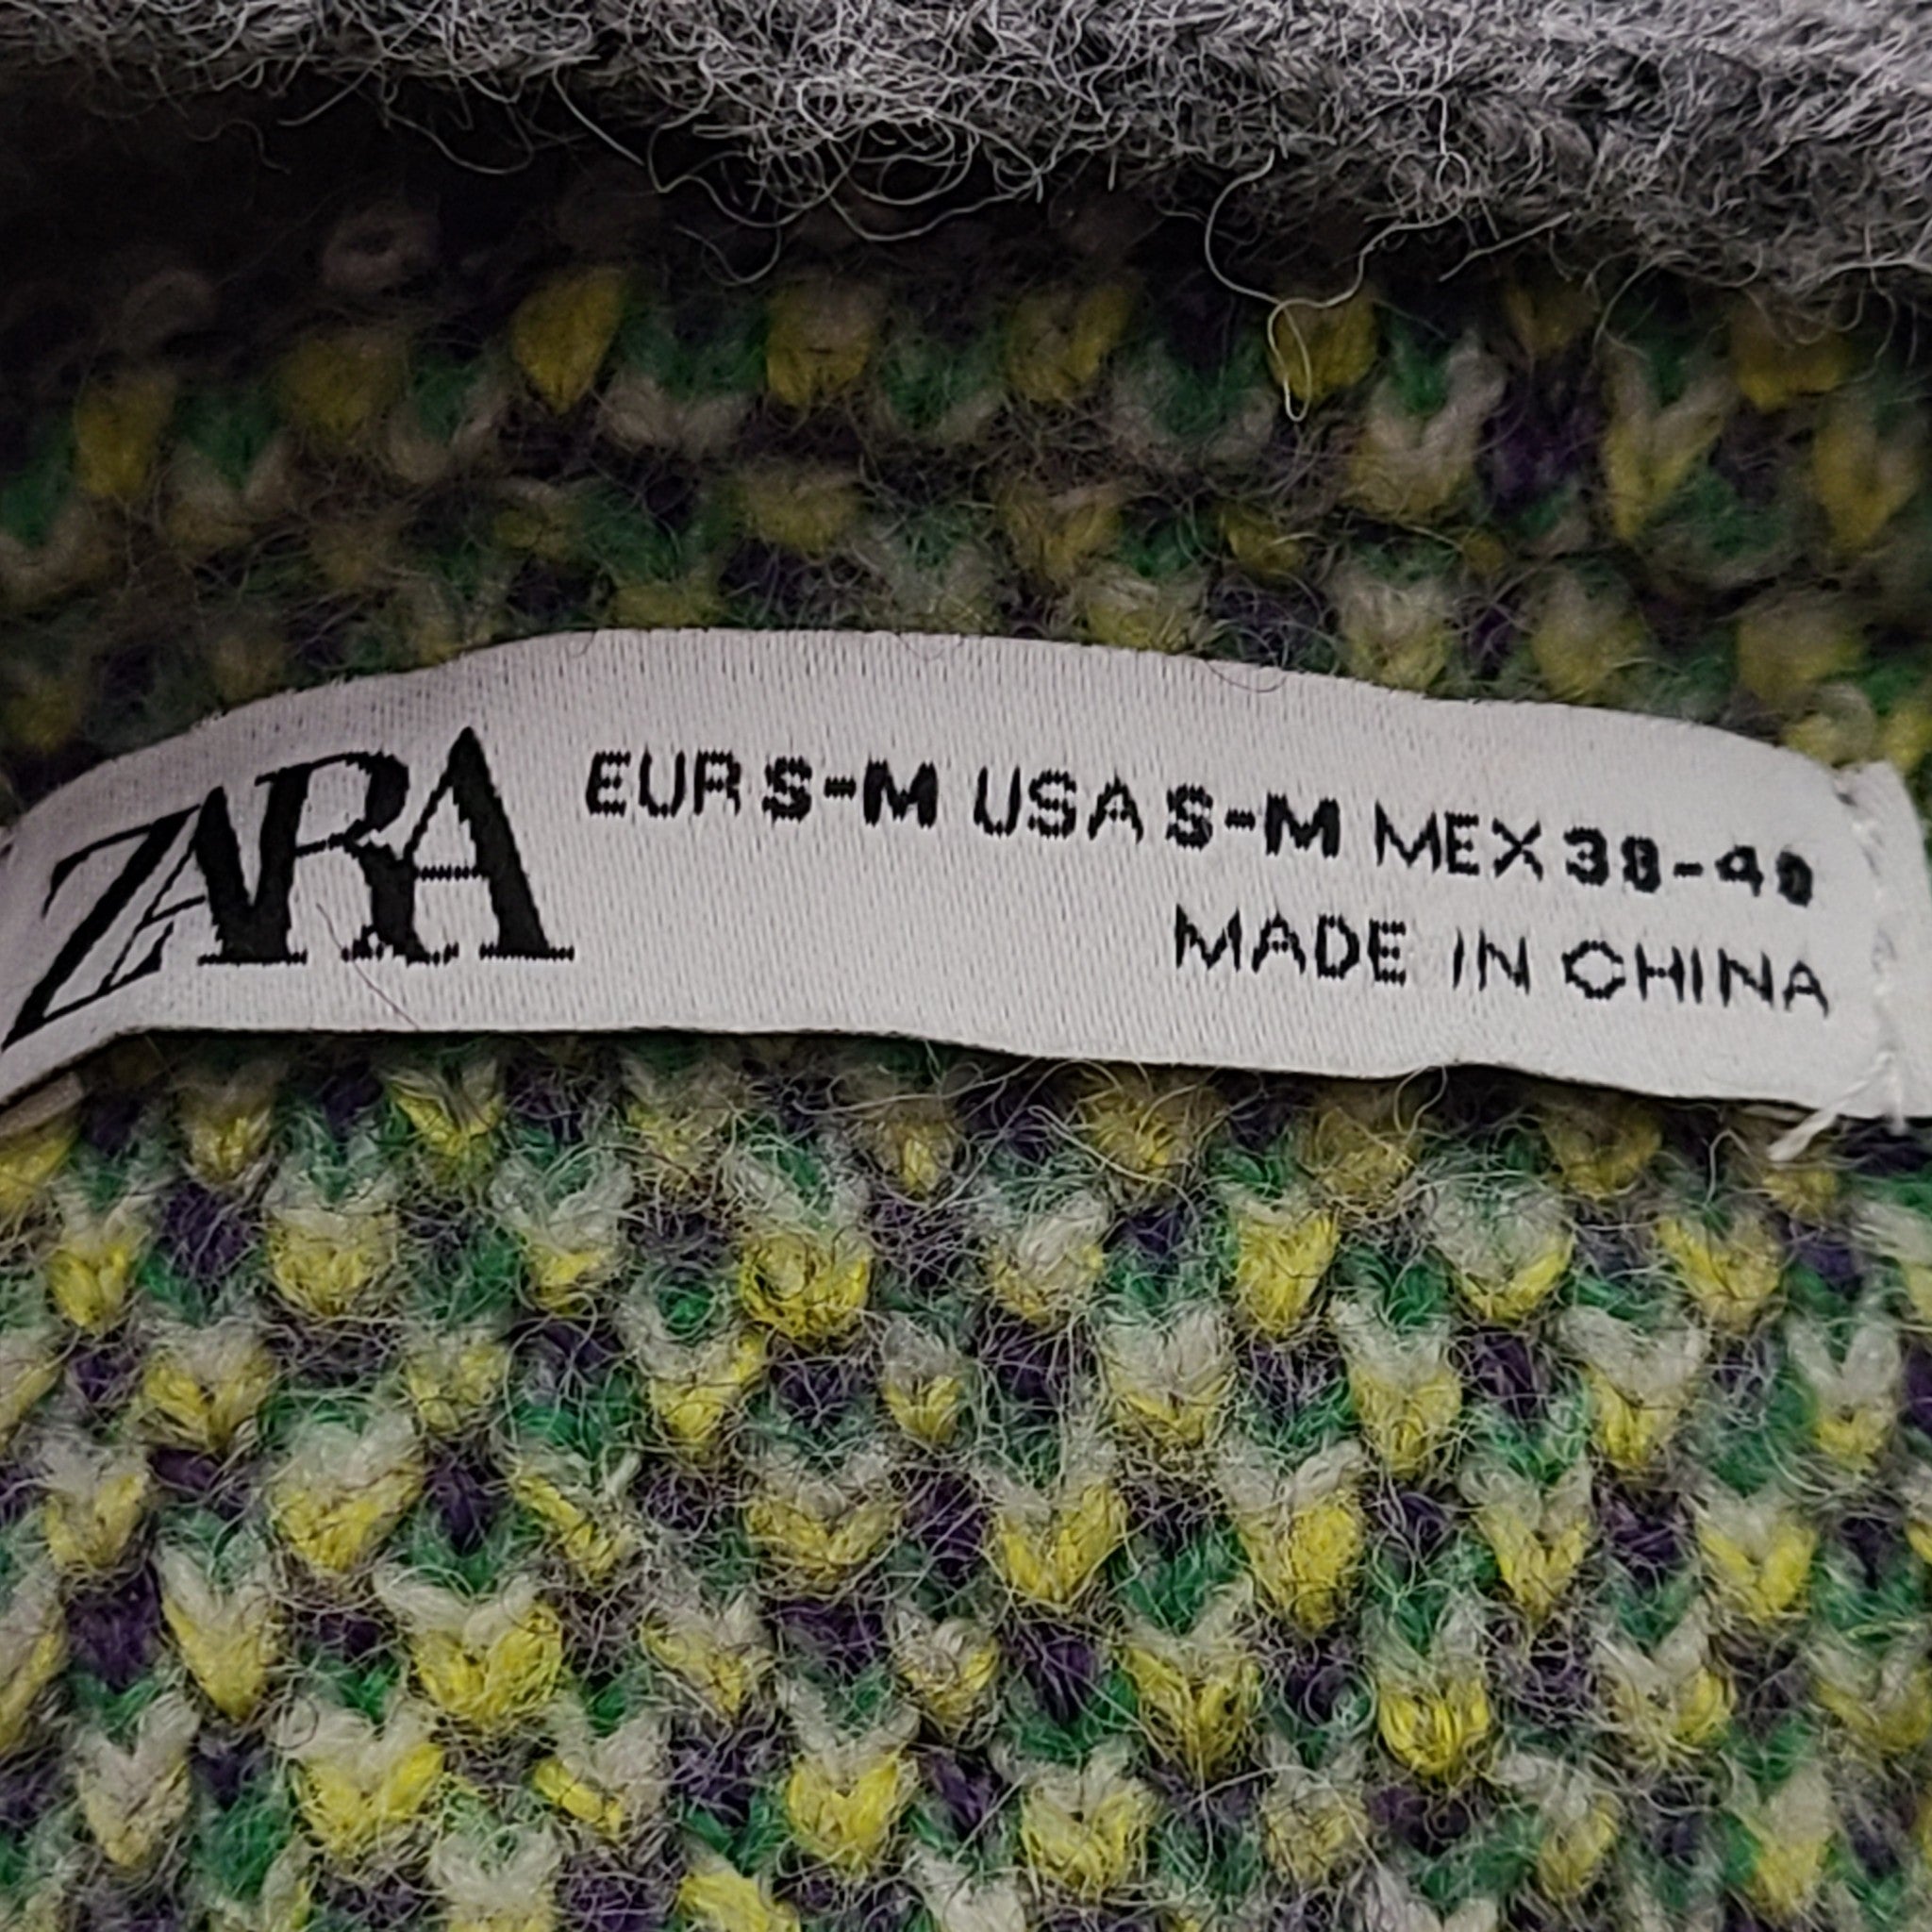 ZARA EUR S-M USA S-M MEX 38-40
MADE IN CHINA